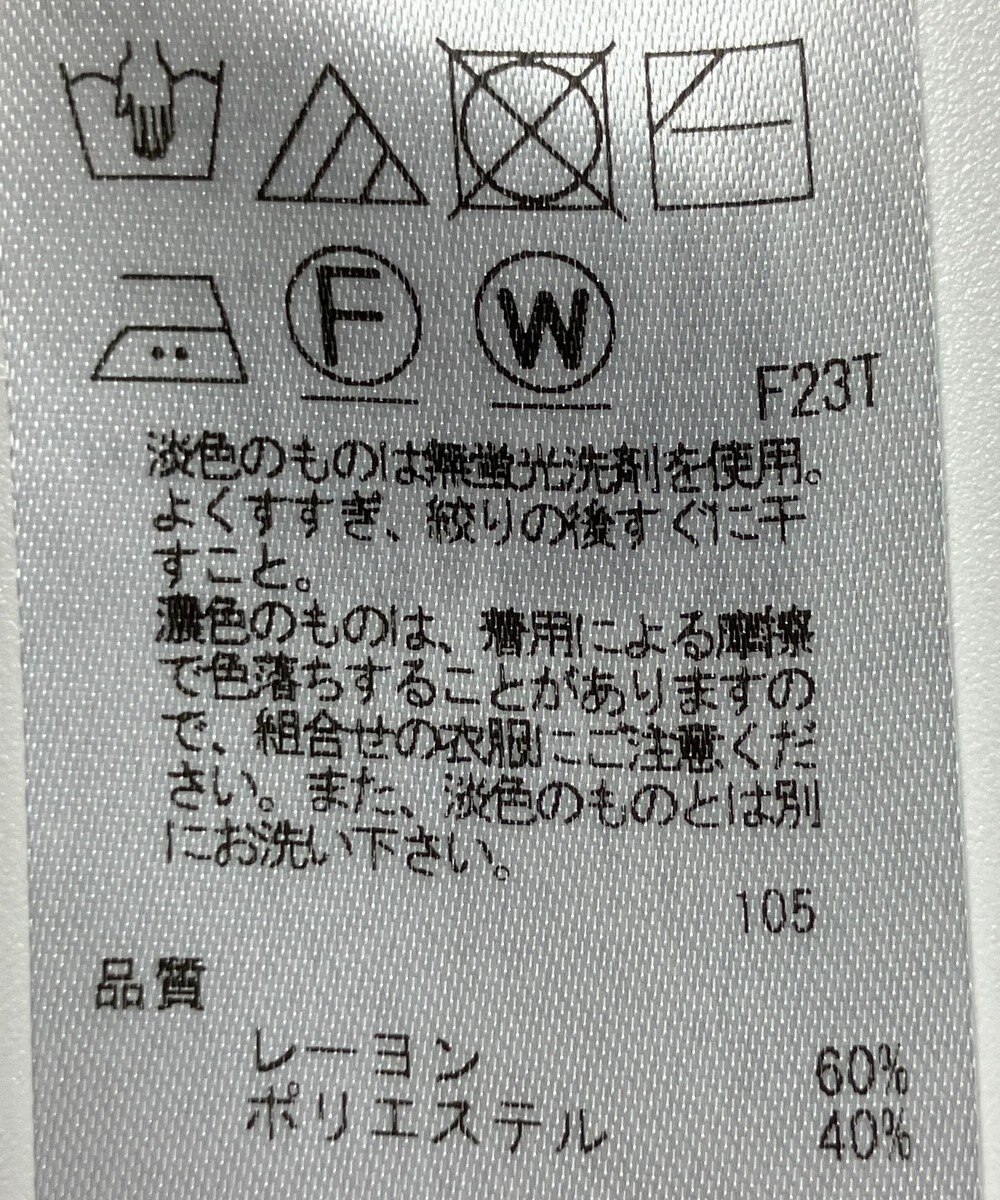 F
W
F23T
淡色のものは無蛍光洗剤を使用。
よくすすぎ、絞りの後すぐに干
すこと。
濃色のものは、着用による摩擦
で色落ちすることがありますの
で、組合せの衣服にご注意くだ
さい。また、淡色のものとは別
にお洗い下さい。
105
品質
レーヨン 60%
ポリエステル 40%